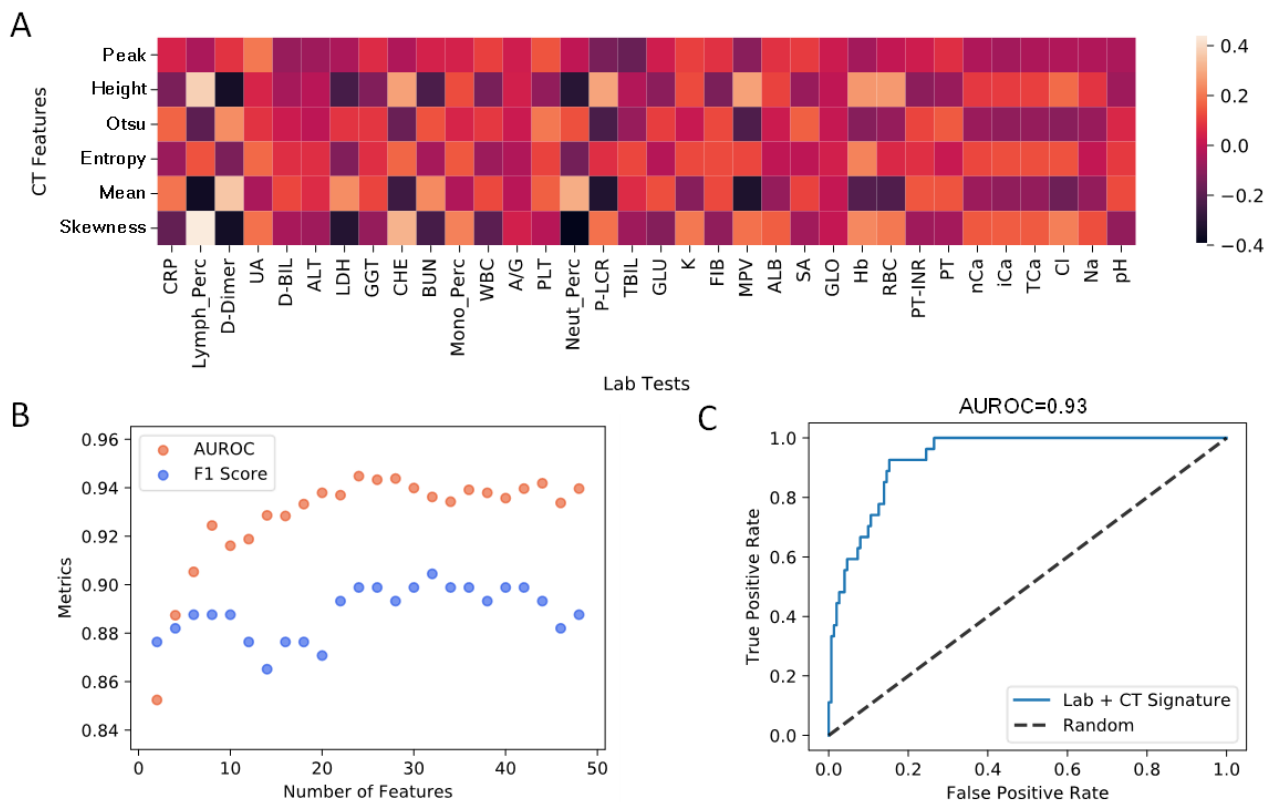 A
CT Features
Peak
Height
Otsu
Entropy
Mean
Skewness
0.4
0.2
0.0
−0.2
−0.4
CRP
Lymph_Perc
D-Dimer
UA
D-BIL
ALT
LDH
GGT
CHE
BUN
Mono_Perc
WBC
A/G
PLT
Neut_Perc
P-LCR
TBIL
GLU
K
FIB
MPV
ALB
SA
GLO
Hb
RBC
PT-INR
PT
nCa
iCa
TCa
Cl
Na
pH
Lab Tests
B
0.96
0.94
0.92
0.90
0.88
0.86
0.84
Metrics
AUROC
F1 Score
0 10 20 30 40 50
Number of Features
C
AUROC=0.93
1.0
0.8
0.6
0.4
0.2
0.0
True Positive Rate
Lab + CT Signature
Random
0.0 0.2 0.4 0.6 0.8 1.0
False Positive Rate